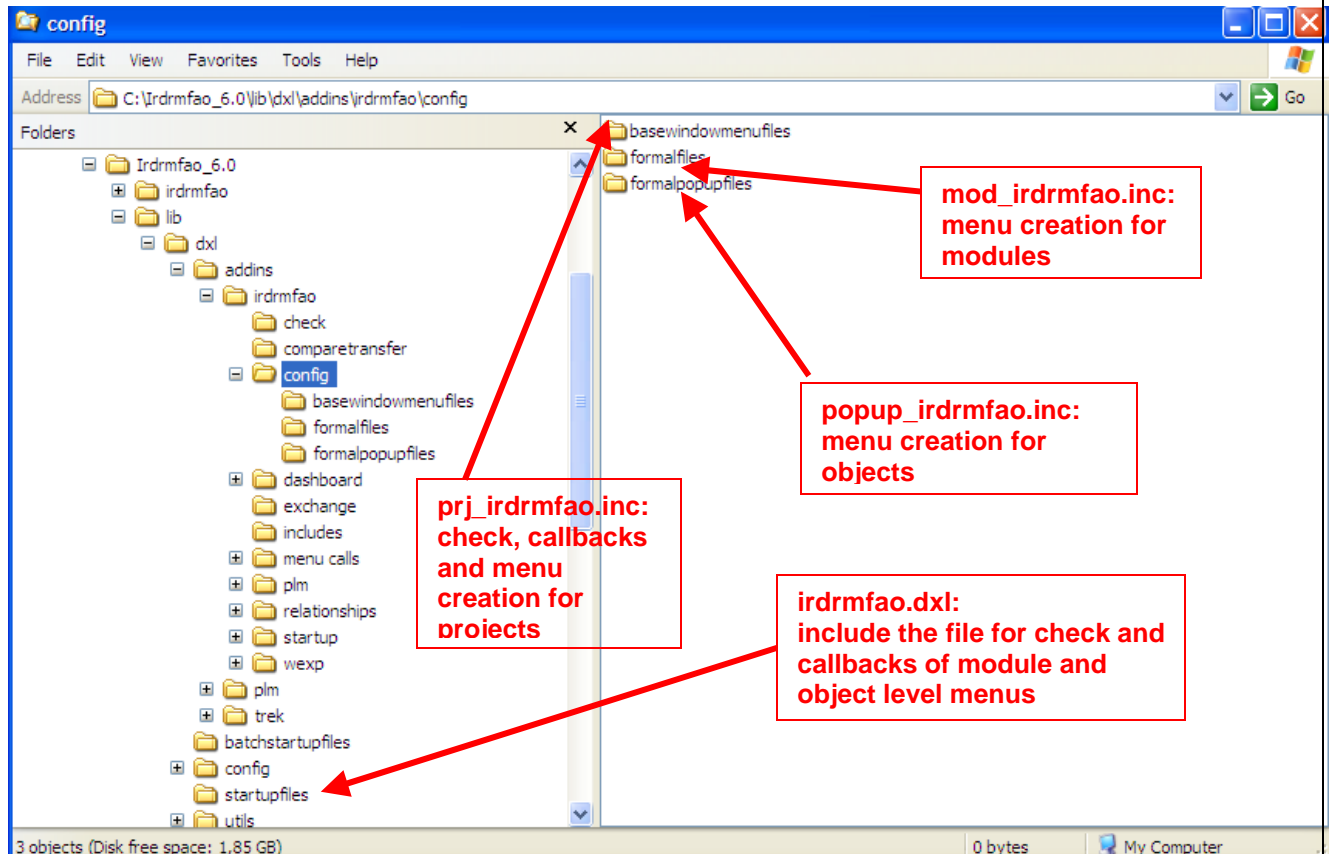 config
File Edit View Favorites Tools Help
Address C:\Irdrmfao_6.0\lib\dxl\addins\irdrmfao\config Go
Folders
Irdrmfao_6.0
irdrmfao
lib
dxl
addins
irdrmfao
check
comparetransfer
config
basewindowmenufiles
formalfiles
formalpopupfiles
dashboard
exchange
includes
menu calls
plm
relationships
startup
wexp
plm
trek
batchstartupfiles
config
startupfiles
utils
basewindowmenufiles
formalfiles
formalpopupfiles
mod_irdrmfao.inc:
menu creation for
modules
popup_irdrmfao.inc:
menu creation for
objects
prj_irdrmfao.inc:
check, callbacks
and menu
creation for
projects
irdrmfao.dxl:
include the file for check and
callbacks of module and
object level menus
3 objects (Disk free space: 1,85 GB) 0 bytes My Computer